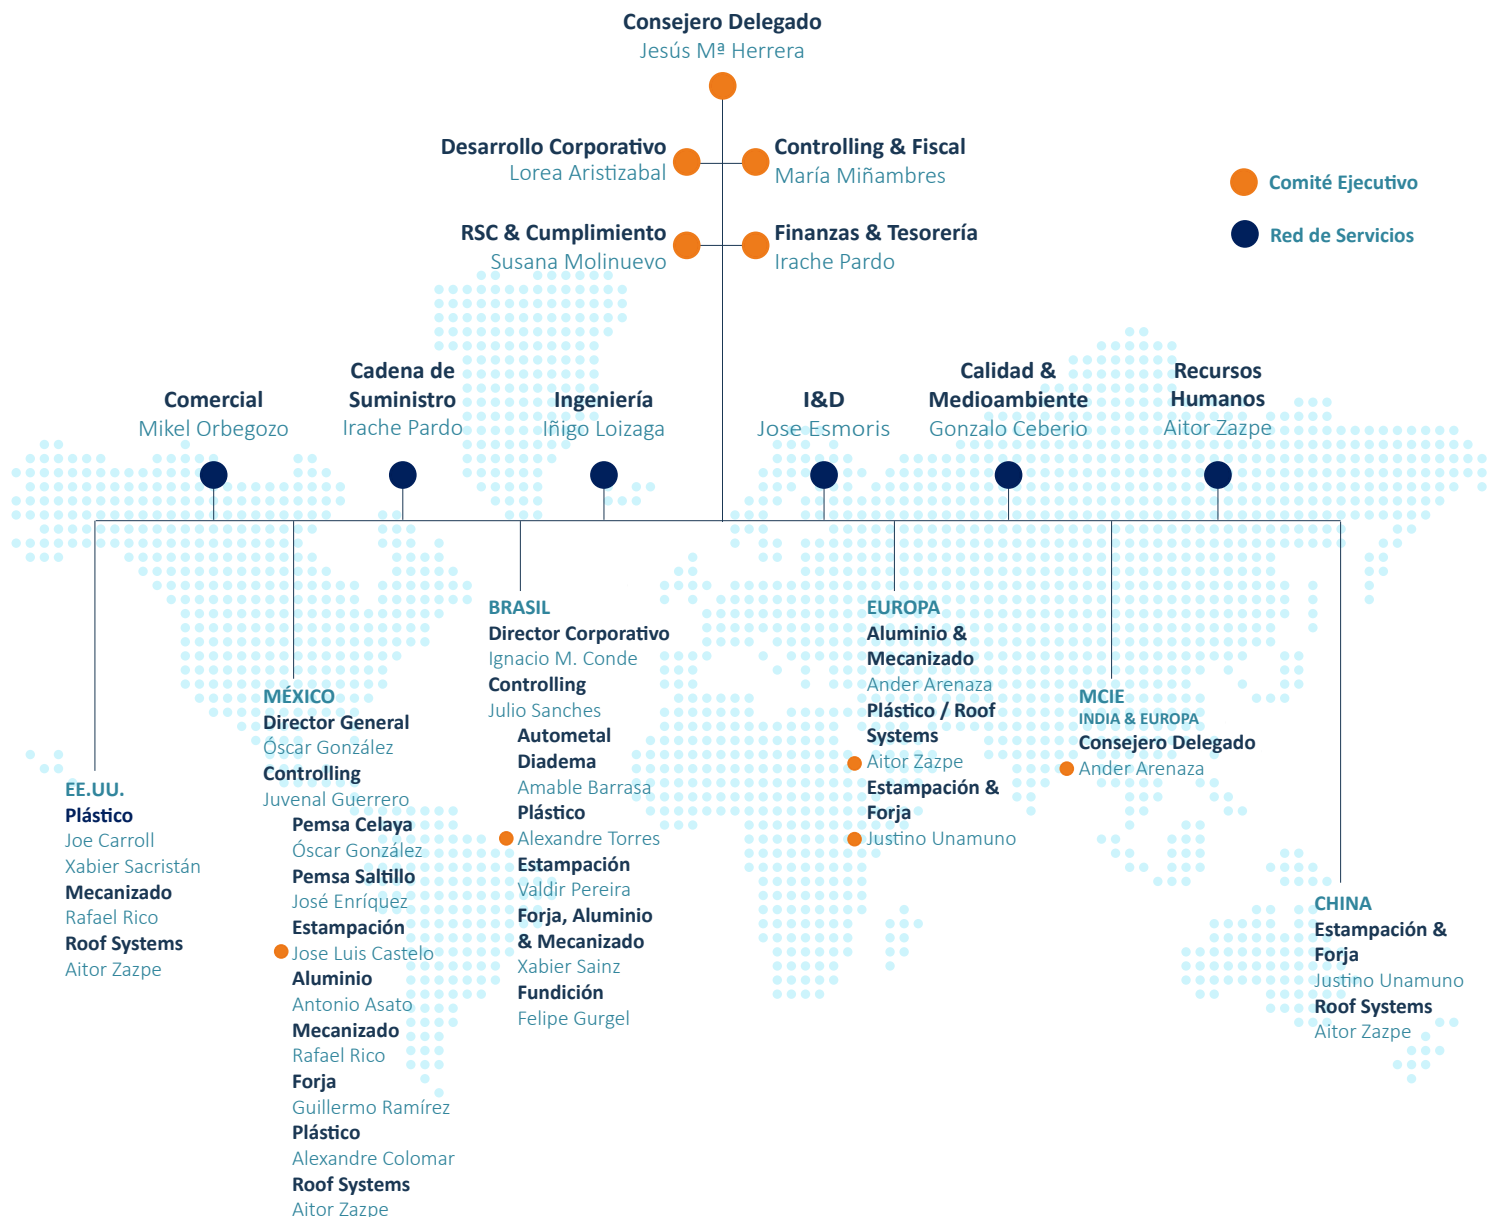 Consejero Delegado
Jesús Mª Herrera
Desarrollo Corporativo
Lorea Aristizabal
Controlling & Fiscal
María Miñambres
RSC & Cumplimiento
Susana Molinuevo
Finanzas & Tesorería
Irache Pardo
Comité Ejecutivo
Red de Servicios
Comercial
Mikel Orbegozo
Cadena de
Suministro
Irache Pardo
Ingeniería
Iñigo Loizaga
I&D
Jose Esmoris
Calidad &
Medioambiente
Gonzalo Ceberio
Recursos
Humanos
Aitor Zazpe
EE.UU.
Plástico
Joe Carroll
Xabier Sacristán
Mecanizado
Rafael Rico
Roof Systems
Aitor Zazpe
MÉXICO
Director General
Óscar González
Controlling
Juvenal Guerrero
Pemsa Celaya
Óscar González
Pemsa Saltillo
José Enríquez
Estampación
Jose Luis Castelo
Aluminio
Antonio Asato
Mecanizado
Rafael Rico
Forja
Guillermo Ramírez
Plástico
Alexandre Colomar
Roof Systems
Aitor Zazpe
BRASIL
Director Corporativo
Ignacio M. Conde
Controlling
Julio Sanches
Autometal
Diadema
Amable Barrasa
Plástico
Alexandre Torres
Estampación
Valdir Pereira
Forja, Aluminio
& Mecanizado
Xabier Sainz
Fundición
Felipe Gurgel
EUROPA
Aluminio &
Mecanizado
Ander Arenaza
Plástico / Roof
Systems
Aitor Zazpe
Estampación &
Forja
Justino Unamuno
MCIE
INDIA & EUROPA
Consejero Delegado
Ander Arenaza
CHINA
Estampación &
Forja
Justino Unamuno
Roof Systems
Aitor Zazpe